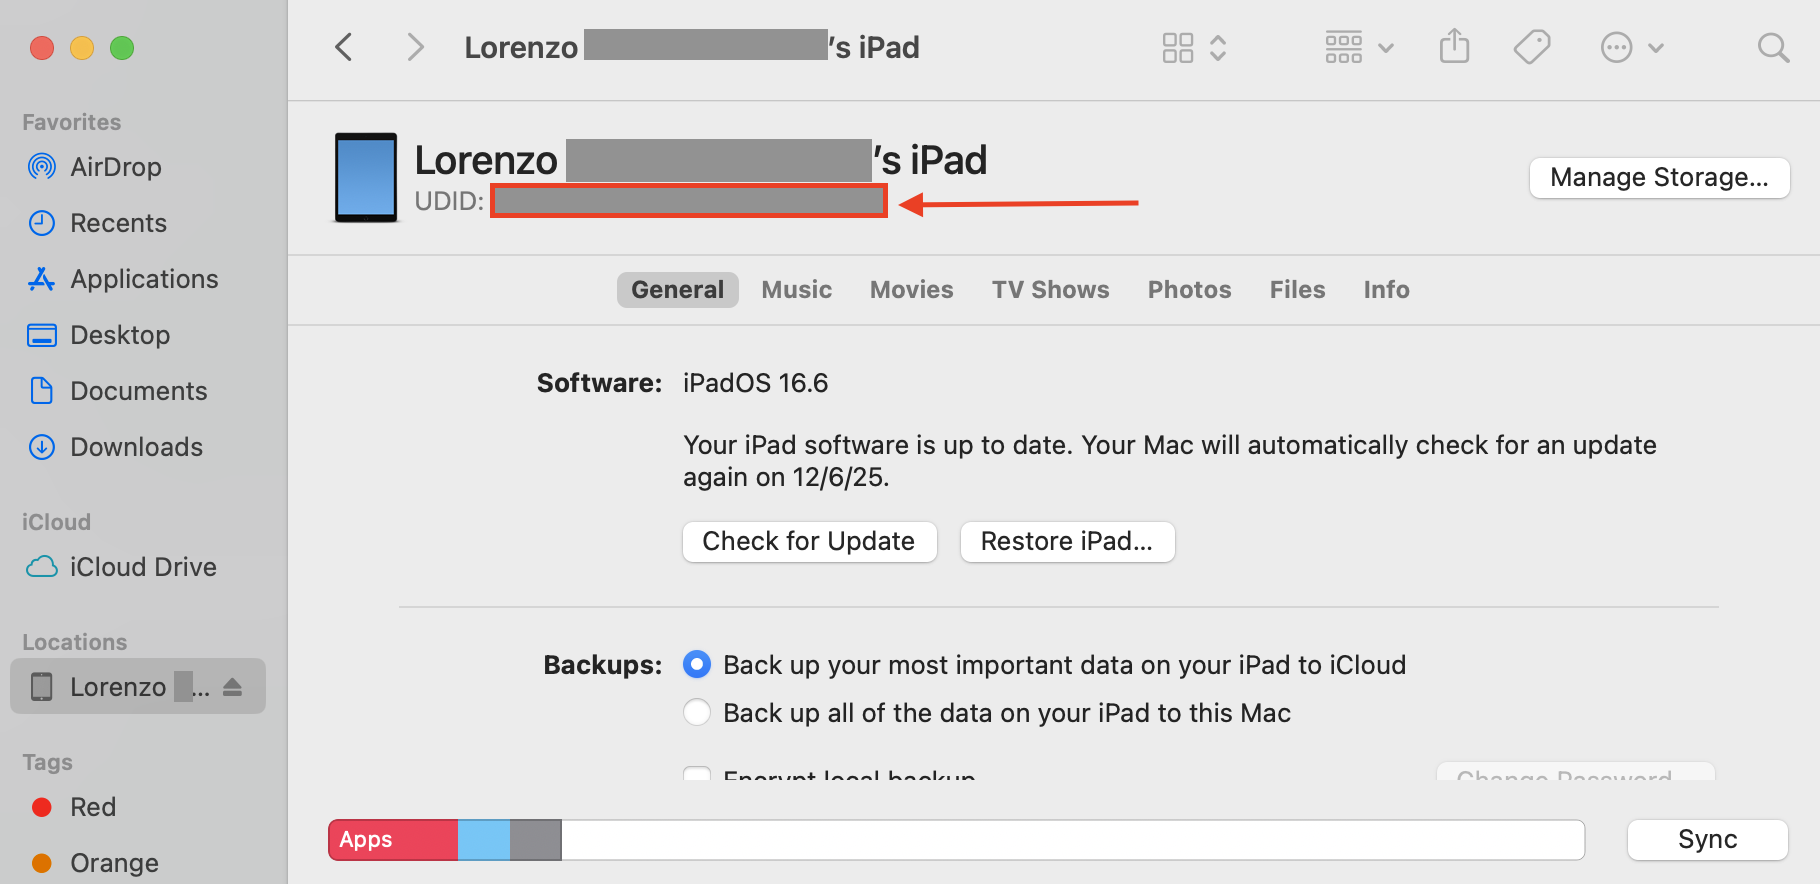 Lorenzo 's iPad
Favorites
AirDrop
Recents
Applications
Desktop
Documents
Downloads
iCloud
iCloud Drive
Locations
Lorenzo ...
Tags
Red
Orange
Lorenzo 's iPad
UDID:
Manage Storage...
General Music Movies TV Shows Photos Files Info
Software: iPadOS 16.6
Your iPad software is up to date. Your Mac will automatically check for an update
again on 12/6/25.
Check for Update Restore iPad...
Backups: Back up your most important data on your iPad to iCloud
Back up all of the data on your iPad to this Mac
Encrypt local backup
Change Password...
Apps
Sync